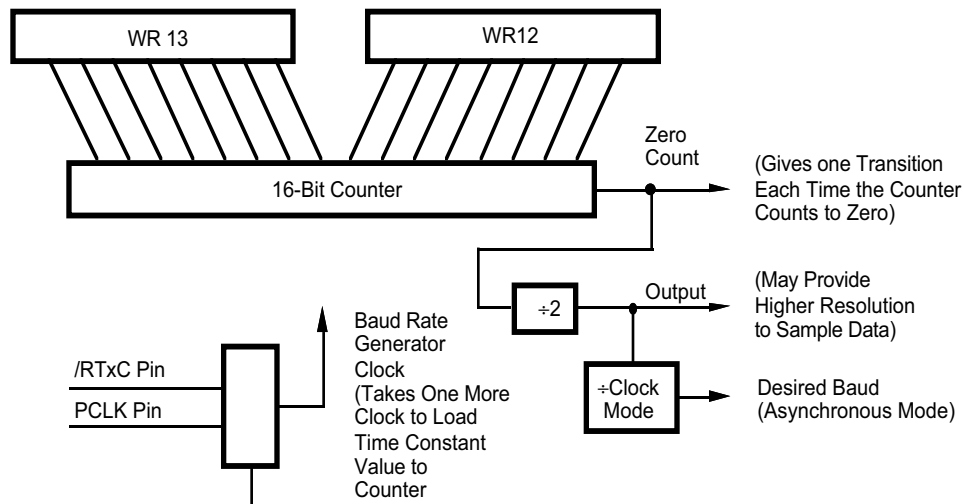 WR 13
WR12
16-Bit Counter
Zero
Count
(Gives one Transition
Each Time the Counter
Counts to Zero)
÷2
Output
(May Provide
Higher Resolution
to Sample Data)
÷Clock
Mode
Desired Baud
(Asynchronous Mode)
/RTxC Pin
PCLK Pin
Baud Rate
Generator
Clock
(Takes One More
Clock to Load
Time Constant
Value to
Counter